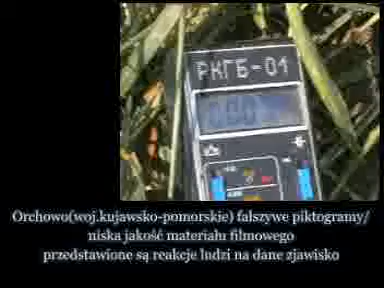 РКГБ-01
Orchowo(woj.kujawsko-pomorskie) fałszywe piktogramy/
niska jakość materiału filmowego
przedstawione są reakcje ludzi na dane zjawisko